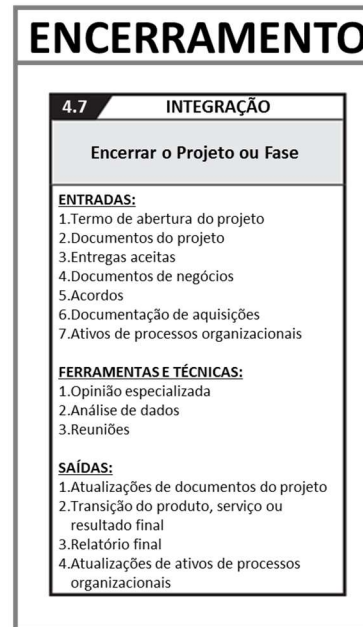 ENCERRAMENTO
4.7 INTEGRAÇÃO
Encerrar o Projeto ou Fase
ENTRADAS:
1.Termo de abertura do projeto
2.Documentos do projeto
3.Entregas aceitas
4.Documentos de negócios
5.Acordos
6.Documentação de aquisições
7.Ativos de processos organizacionais
FERRAMENTAS E TÉCNICAS:
1.Opinião especializada
2.Análise de dados
3.Reuniões
SAÍDAS:
1.Atualizações de documentos do projeto
2.Transição do produto, serviço ou
resultado final
3.Relatório final
4.Atualizações de ativos de processos
organizacionais